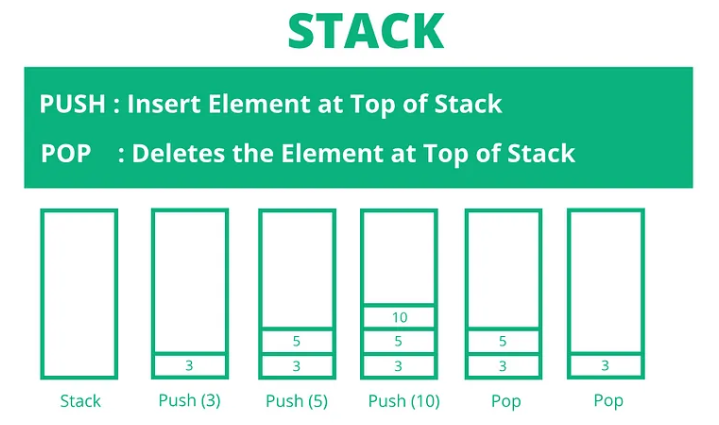 STACK
PUSH : Insert Element at Top of Stack
POP : Deletes the Element at Top of Stack
10
5 5 5
3 3 3 3 3
Stack Push (3) Push (5) Push (10) Pop Pop